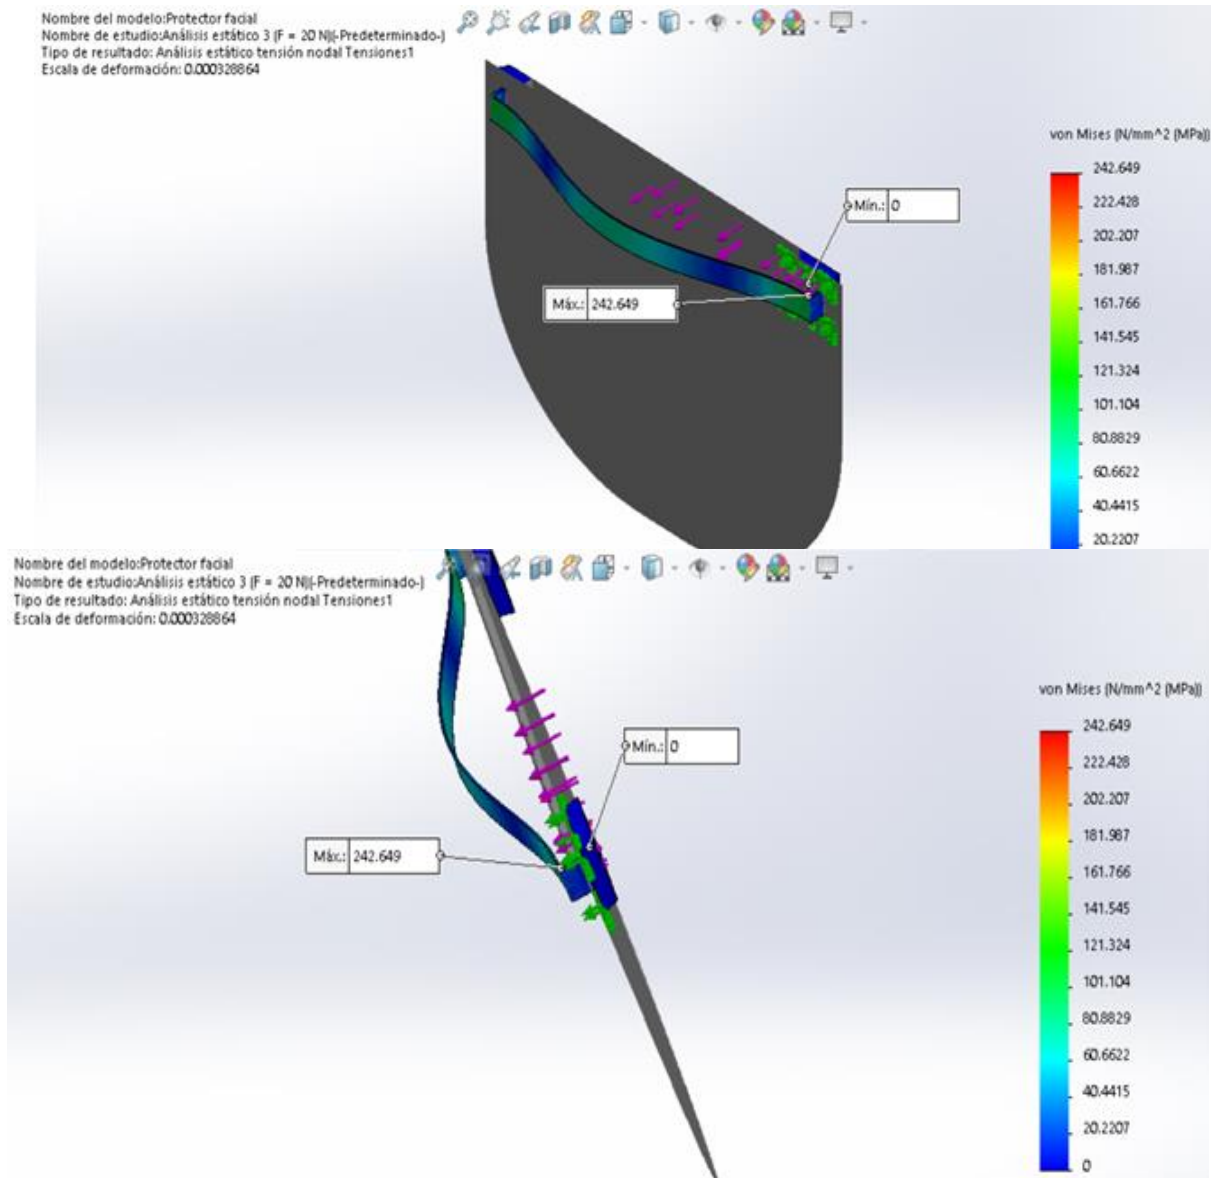 Nombre del modelo:Protector facial
Nombre de estudio:Análisis estático 3 (F = 20 N)(-Predeterminado-)
Tipo de resultado: Análisis estático tensión nodal Tensiones1
Escala de deformación: 0.000328864
von Mises (N/mm^2 (MPa))
242.649
222.428
202.207
181.987
161.766
141.545
121.324
101.104
80.8829
60.6622
40.4415
20.2207
Mín.: 0
Máx.: 242.649
Nombre del modelo:Protector facial
Nombre de estudio:Análisis estático 3 (F = 20 N)(-Predeterminado-)
Tipo de resultado: Análisis estático tensión nodal Tensiones1
Escala de deformación: 0.000328864
von Mises (N/mm^2 (MPa))
242.649
222.428
202.207
181.987
161.766
141.545
121.324
101.104
80.8829
60.6622
40.4415
20.2207
0
Mín.: 0
Máx.: 242.649